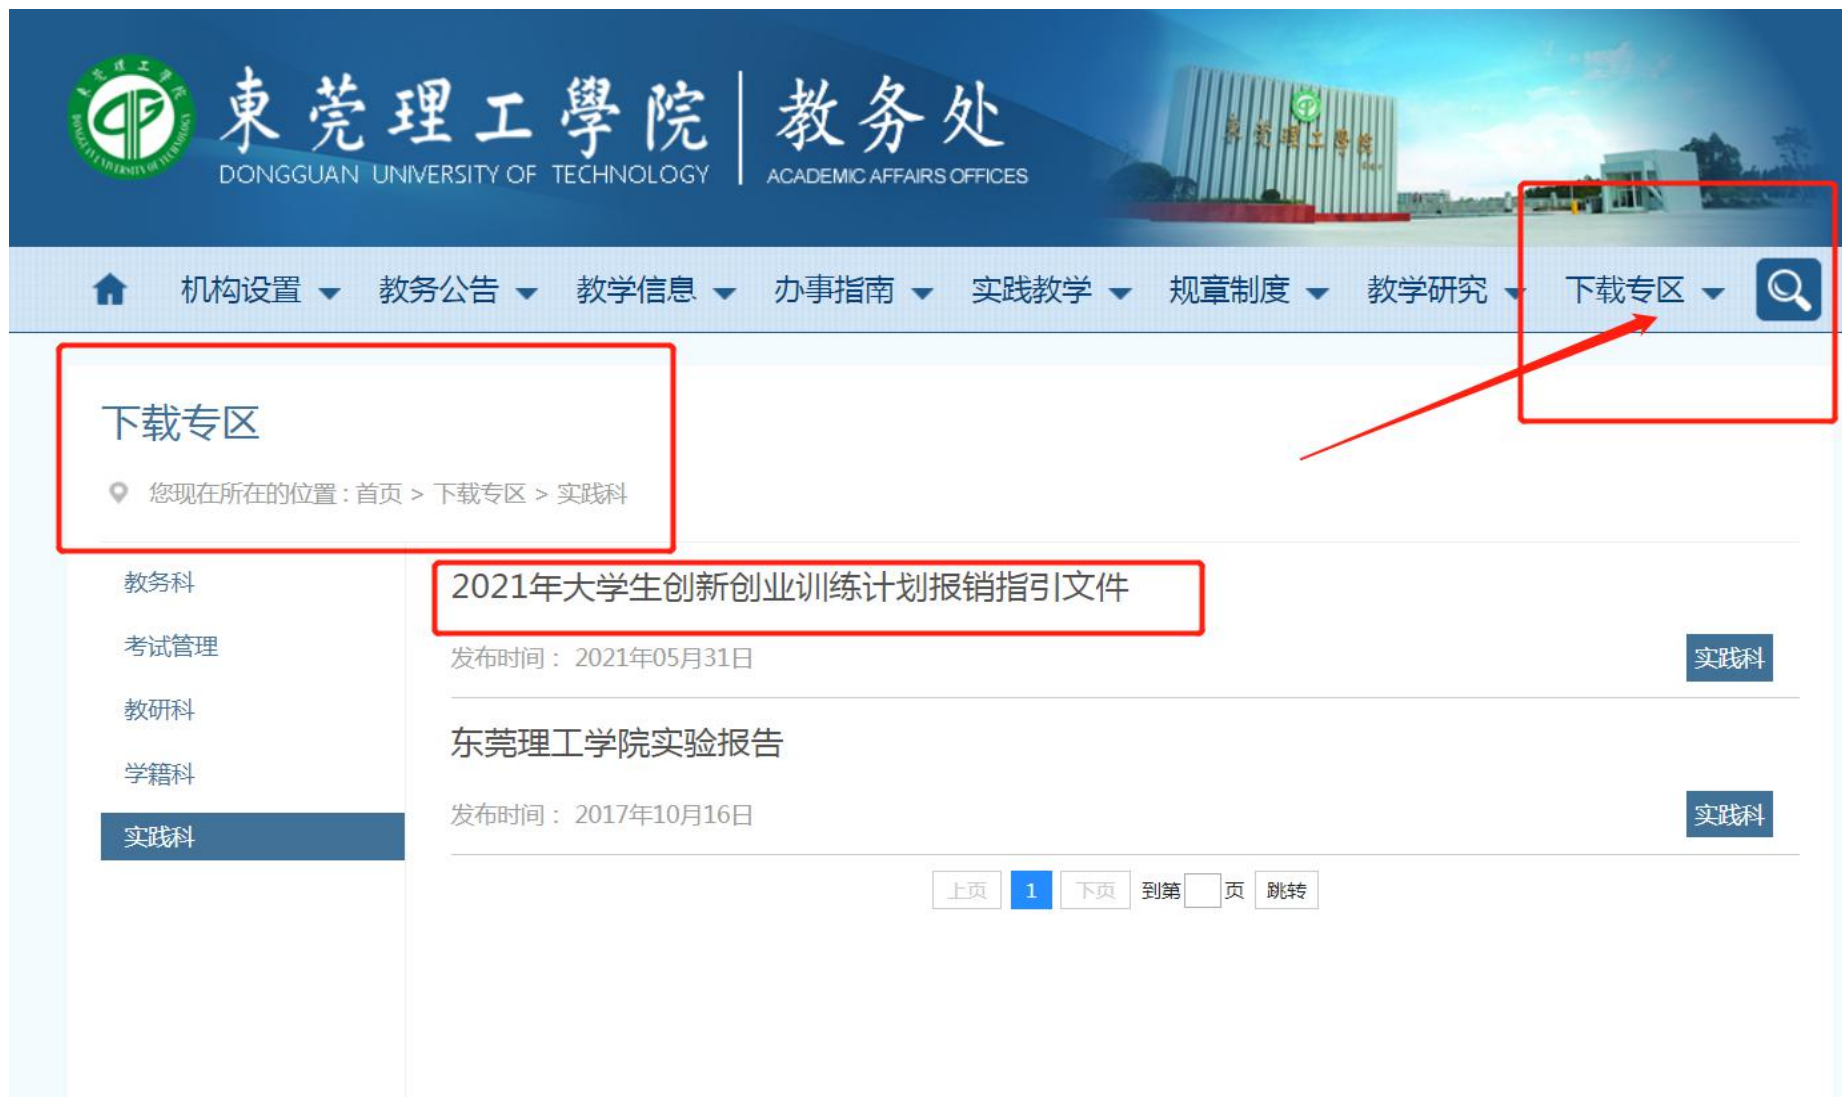 東莞理工學院 教务处
DONGGUAN UNIVERSITY OF TECHNOLOGY ACADEMIC AFFAIRS OFFICES
机构设置 教务公告 教学信息 办事指南 实践教学 规章制度 教学研究 下载专区
下载专区
您现在所在的位置 : 首页 > 下载专区 > 实践科
教务科
考试管理
教研科
学籍科
实践科
2021年大学生创新创业训练计划报销指引文件
发布时间 : 2021年05月31日 实践科
东莞理工学院实验报告
发布时间 : 2017年10月16日 实践科
上页 1 下页 到第 页 跳转